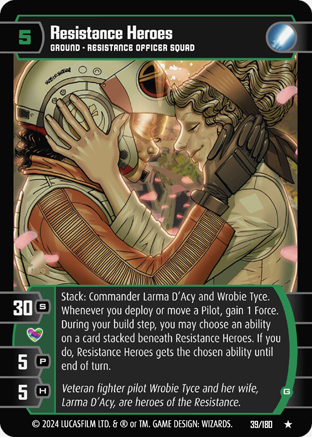 5
Resistance Heroes
GROUND - RESISTANCE OFFICER SQUAD
30 S
5 P
5 H
Stack: Commander Larma D'Acy and Wrobie Tyce.
Whenever you deploy or move a Pilot, gain 1 Force.
During your build step, you may choose an ability
on a card stacked beneath Resistance Heroes. If you
do, Resistance Heroes gets the chosen ability until
end of turn.
G
Veteran fighter pilot Wrobie Tyce and her wife,
Larma D'Acy, are heroes of the Resistance.
© 2024 LUCASFILM LTD. & ® or TM. GAME DESIGN: WIZARDS. 39/180 ★